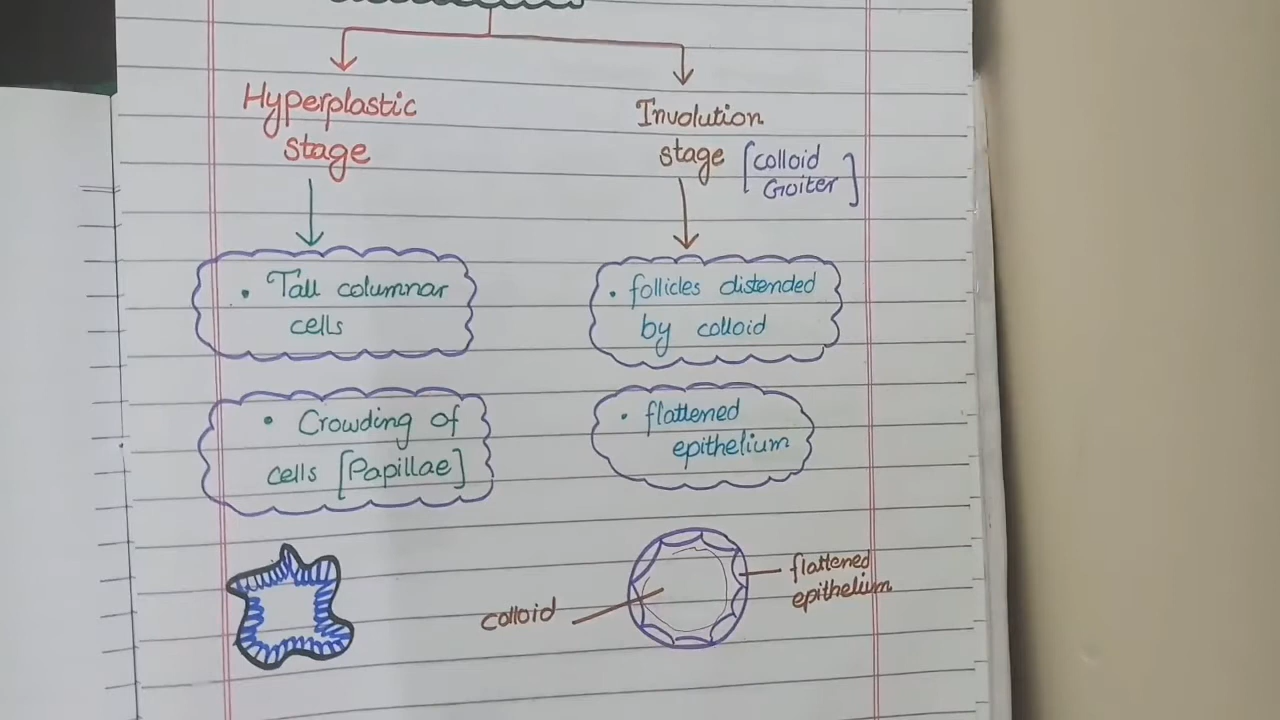 Hyperplastic
stage
Involution
stage [colloid
Goiter]
• Tall columnar
cells
• Crowding of
cells [Papillae]
• follicles distended
by colloid
• flattened
epithelium
colloid
flattened
epithelium